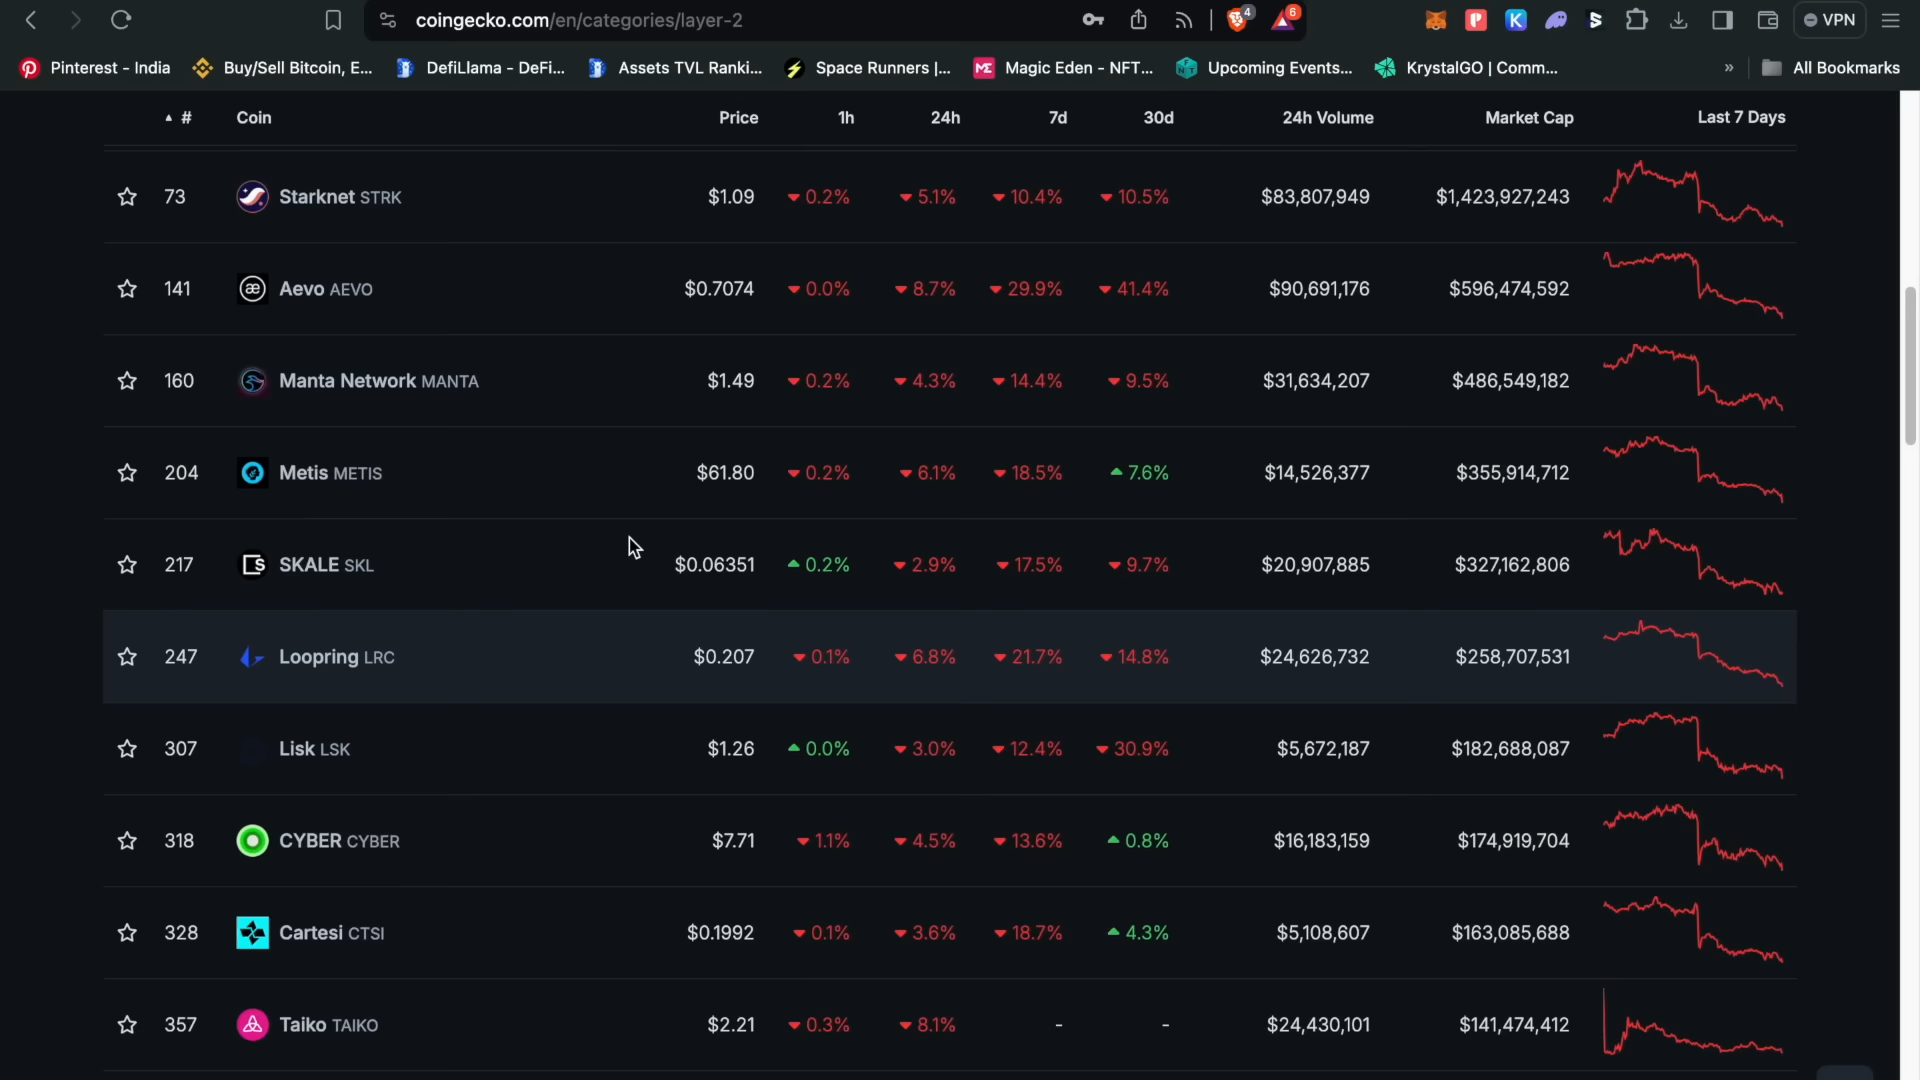 coingecko.com/en/categories/layer-2 4 6 VPN
Pinterest - India Buy/Sell Bitcoin, E... DefiLlama - DeFi... Assets TVL Ranki... Space Runners |... Magic Eden - NFT... Upcoming Events... KrystalGO | Comm... » All Bookmarks
# Coin Price 1h 24h 7d 30d 24h Volume Market Cap Last 7 Days
73 Starknet STRK $1.09 0.2% 5.1% 10.4% 10.5% $83,807,949 $1,423,927,243
141 Aevo AEVO $0.7074 0.0% 8.7% 29.9% 41.4% $90,691,176 $596,474,592
160 Manta Network MANTA $1.49 0.2% 4.3% 14.4% 9.5% $31,634,207 $486,549,182
204 Metis METIS $61.80 0.2% 6.1% 18.5% 7.6% $14,526,377 $355,914,712
217 SKALE SKL $0.06351 0.2% 2.9% 17.5% 9.7% $20,907,885 $327,162,806
247 Loopring LRC $0.207 0.1% 6.8% 21.7% 14.8% $24,626,732 $258,707,531
307 Lisk LSK $1.26 0.0% 3.0% 12.4% 30.9% $5,672,187 $182,688,087
318 CYBER CYBER $7.71 1.1% 4.5% 13.6% 0.8% $16,183,159 $174,919,704
328 Cartesi CTSI $0.1992 0.1% 3.6% 18.7% 4.3% $5,108,607 $163,085,688
357 Taiko TAIKO $2.21 0.3% 8.1% - - $24,430,101 $141,474,412